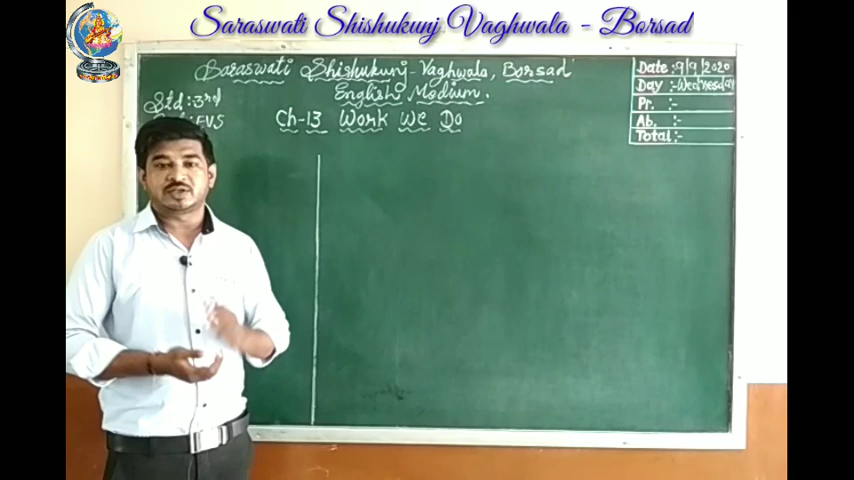 Saraswati Shishukunj Vaghwala - Borsad
Saraswati Shishukunj-Vaghwala, Borsad
English Medium.
Std : 3rd
EVS
Ch-13 Work We Do
Date :-9/9/2020
Day :-Wednesday
Pr. :-
Ab. :-
Total:-